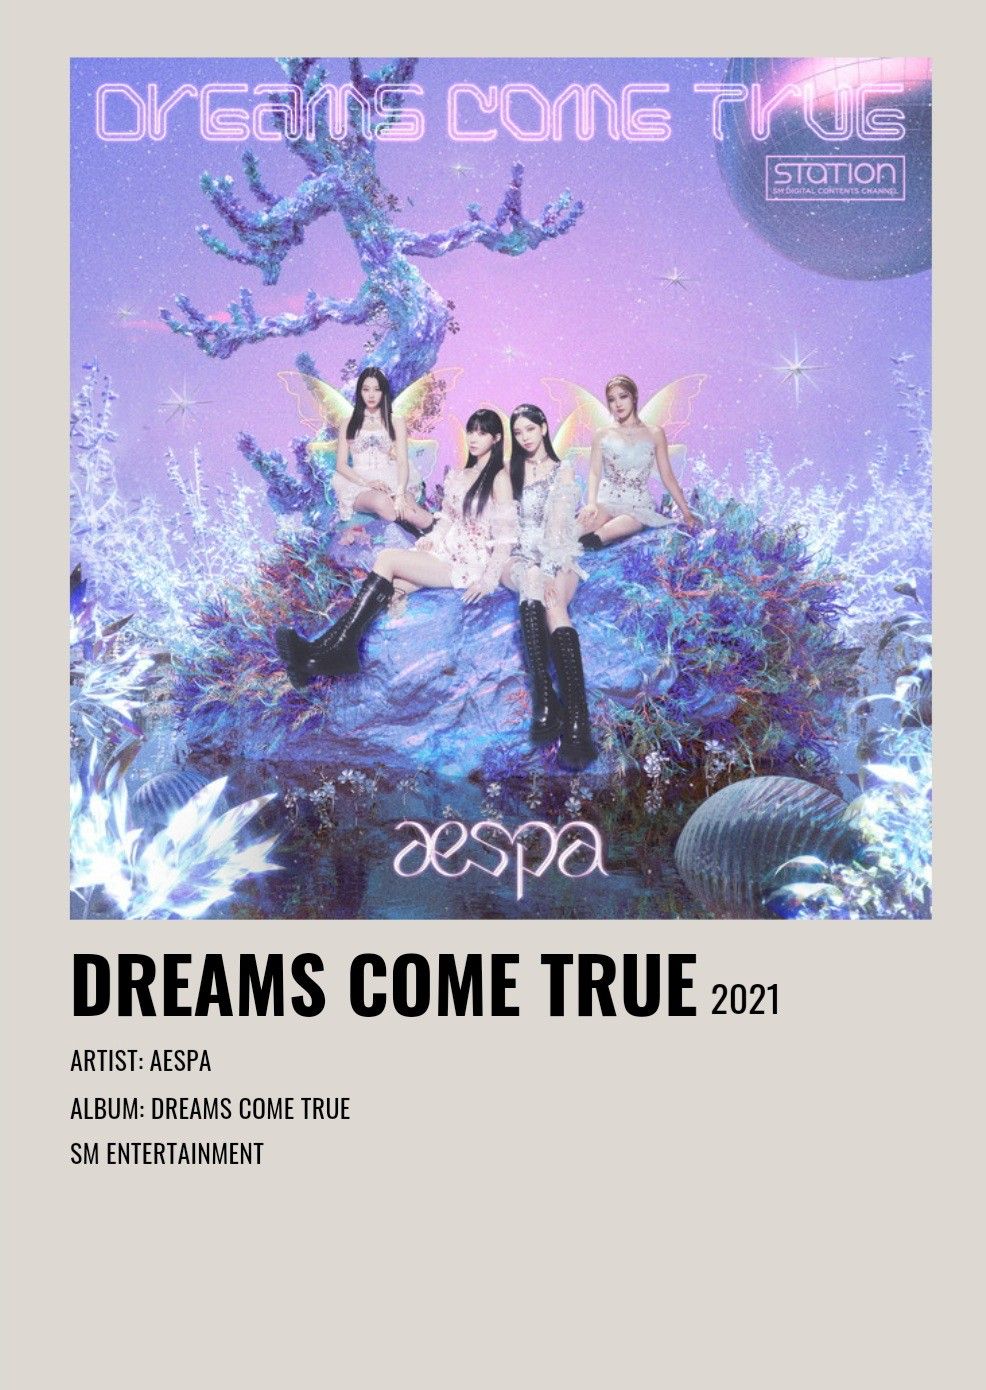 DREAMS COME TRUE
STATION
SM DIGITAL CONTENTS CHANNEL
aespa
DREAMS COME TRUE 2021
ARTIST: AESPA
ALBUM: DREAMS COME TRUE
SM ENTERTAINMENT